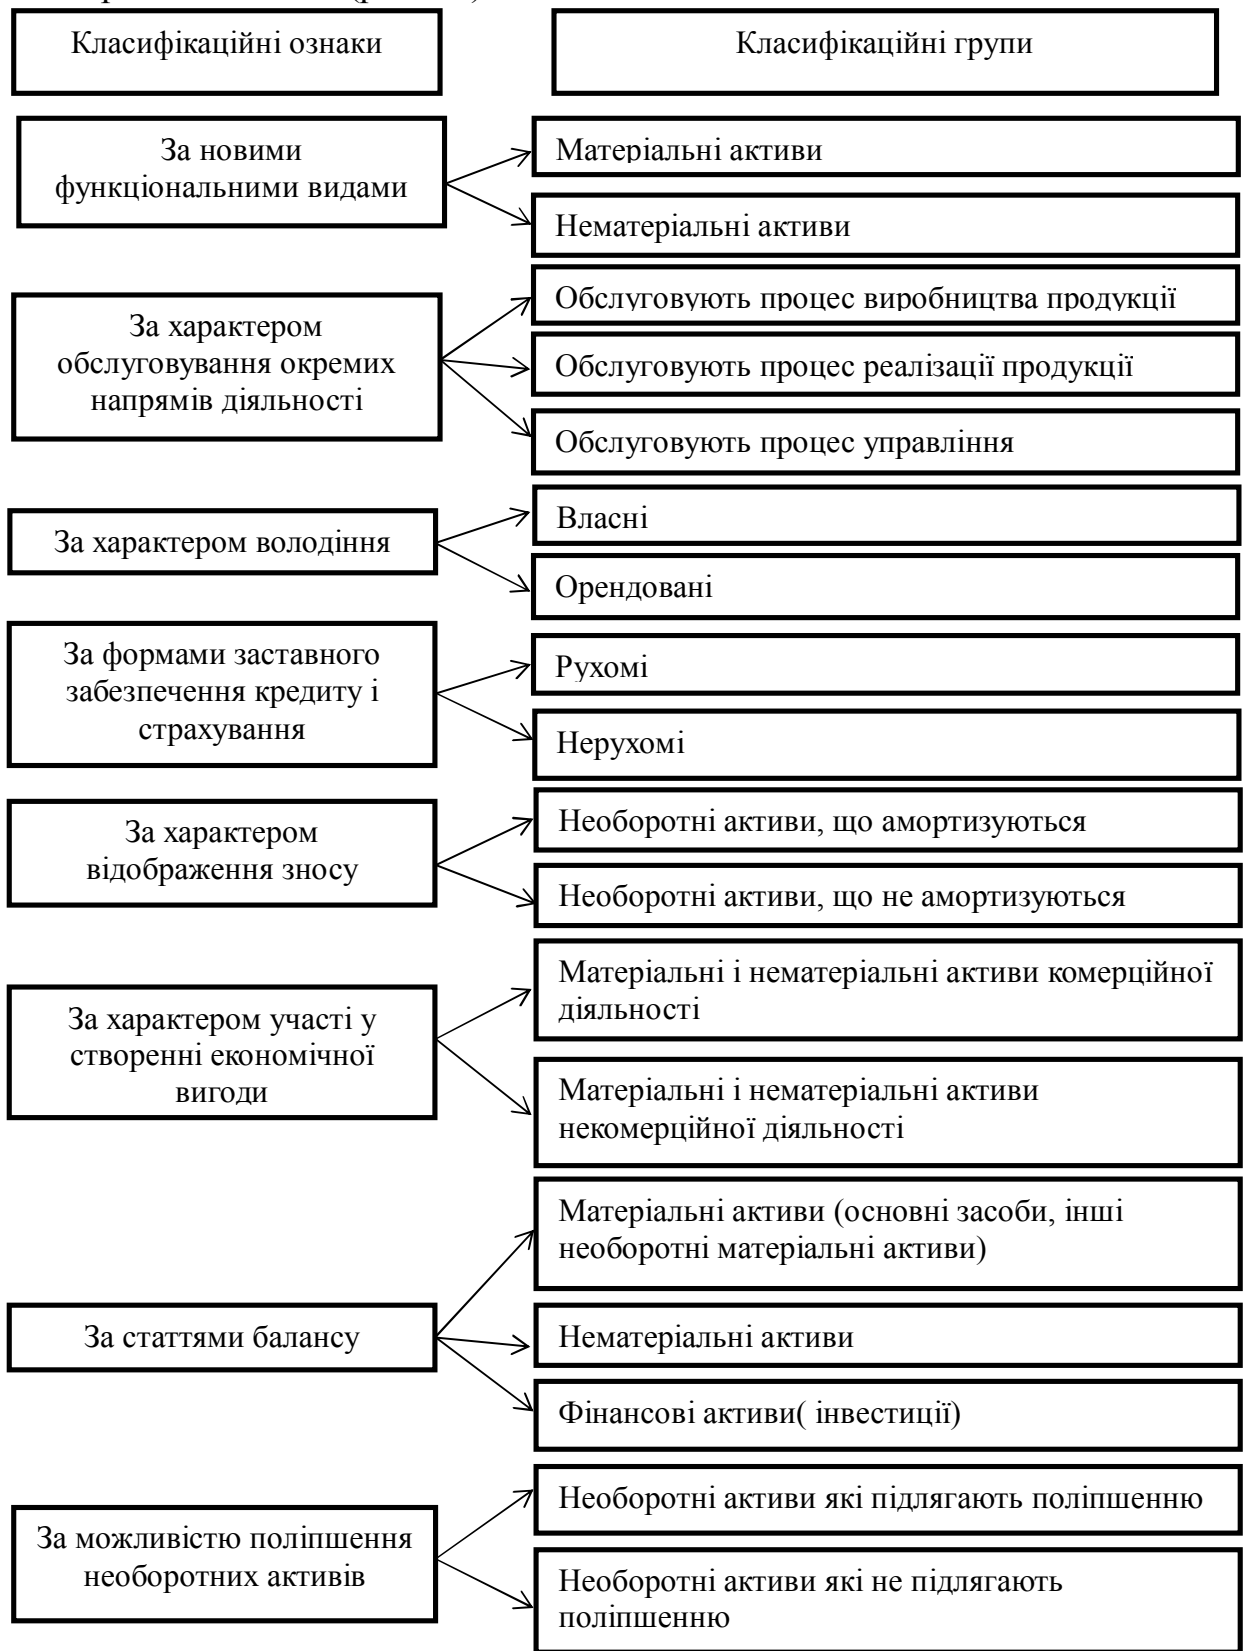 Класифікаційні ознаки
Класифікаційні групи
За новими
функціональними видами
Матеріальні активи
Нематеріальні активи
За характером
обслуговування окремих
напрямів діяльності
Обслуговують процес виробництва продукції
Обслуговують процес реалізації продукції
Обслуговують процес управління
За характером володіння
Власні
Орендовані
За формами заставного
забезпечення кредиту і
страхування
Рухомі
Нерухомі
За характером
відображення зносу
Необоротні активи, що амортизуються
Необоротні активи, що не амортизуються
За характером участі у
створенні економічної
вигоди
Матеріальні і нематеріальні активи комерційної
діяльності
Матеріальні і нематеріальні активи
некомерційної діяльності
За статтями балансу
Матеріальні активи (основні засоби, інші
необоротні матеріальні активи)
Нематеріальні активи
Фінансові активи( інвестиції)
За можливістю поліпшення
необоротних активів
Необоротні активи які підлягають поліпшенню
Необоротні активи які не підлягають
поліпшенню